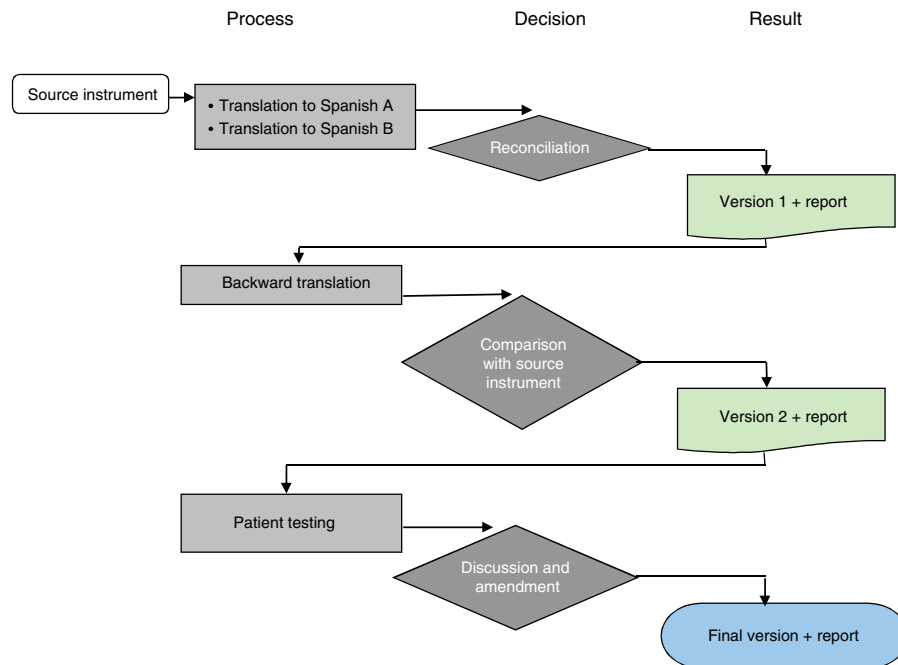 Process
Decision
Result
Source instrument
• Translation to Spanish A
• Translation to Spanish B
Reconciliation
Version 1 + report
Backward translation
Comparison
with source
instrument
Version 2 + report
Patient testing
Discussion and
amendment
Final version + report